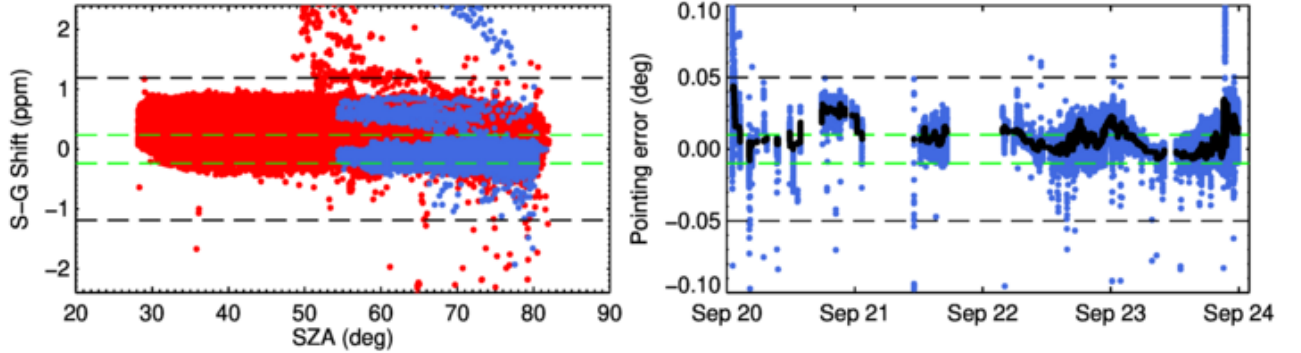 S-G Shift (ppm)
2
1
0
−1
−2
20 30 40 50 60 70 80 90
SZA (deg)
Pointing error (deg)
0.10
0.05
0.00
−0.05
−0.10
Sep 20 Sep 21 Sep 22 Sep 23 Sep 24